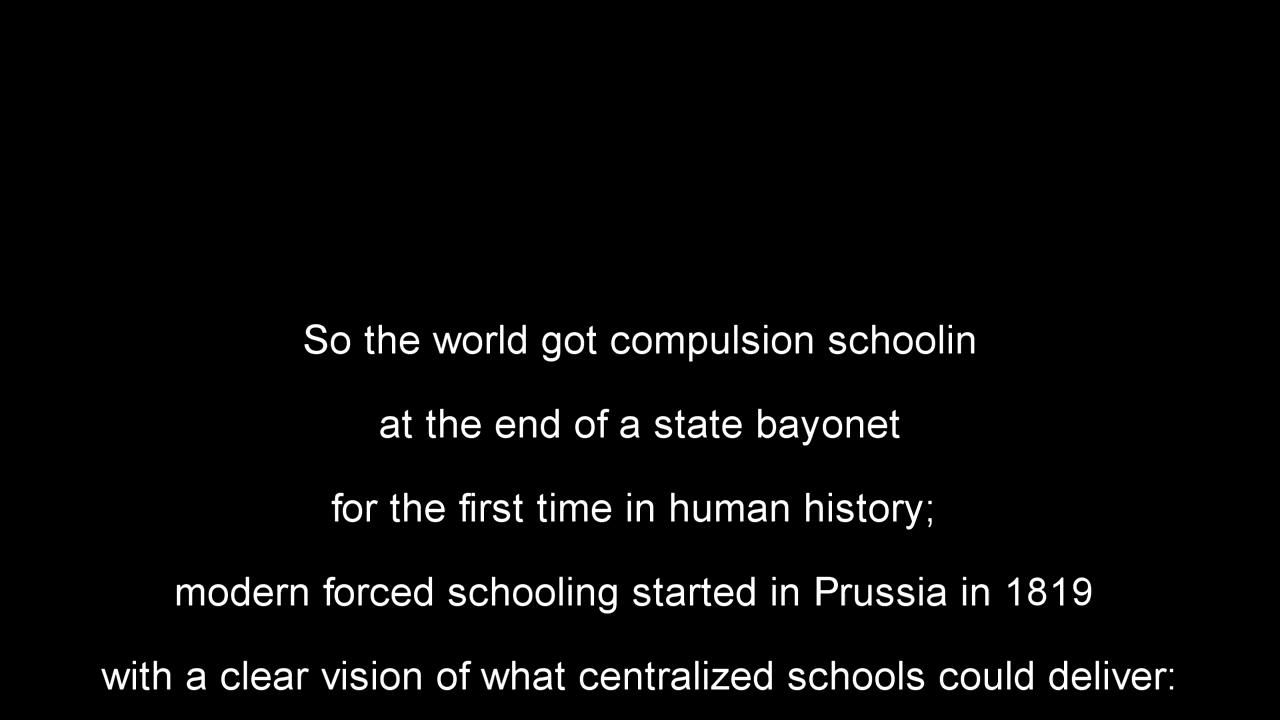 So the world got compulsion schoolin
at the end of a state bayonet
for the first time in human history;
modern forced schooling started in Prussia in 1819
with a clear vision of what centralized schools could deliver: